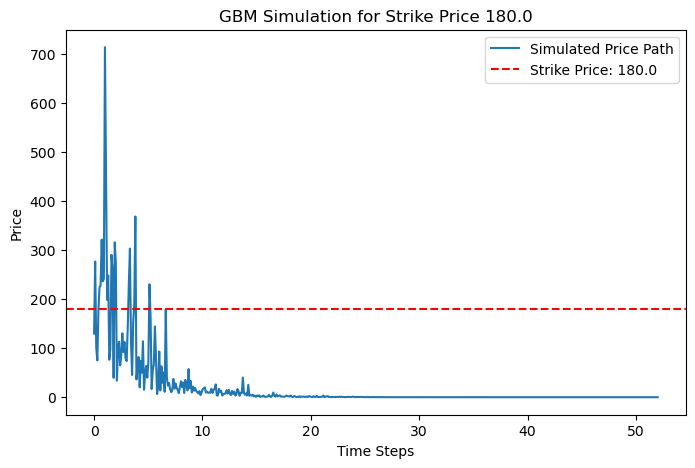 GBM Simulation for Strike Price 180.0
Simulated Price Path
Strike Price: 180.0
Price
700
600
500
400
300
200
100
0
0 10 20 30 40 50
Time Steps